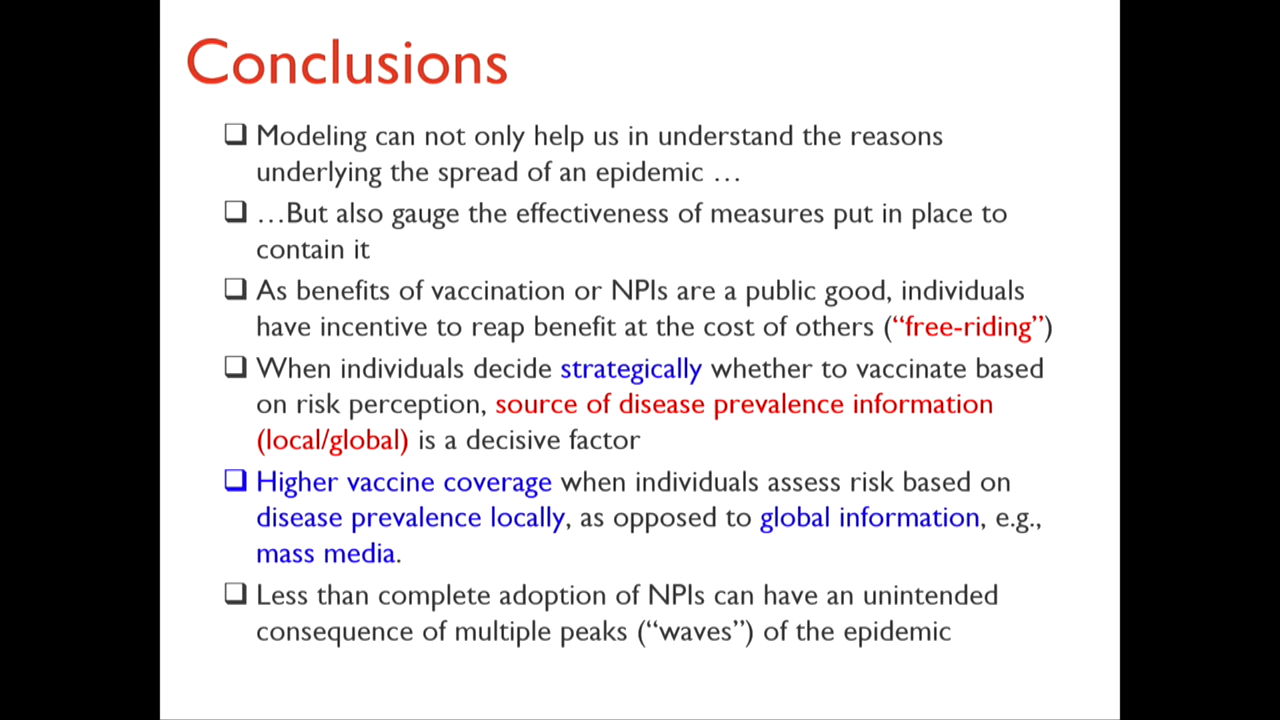 Conclusions
❑ Modeling can not only help us in understand the reasons
underlying the spread of an epidemic …
❑ …But also gauge the effectiveness of measures put in place to
contain it
❑ As benefits of vaccination or NPIs are a public good, individuals
have incentive to reap benefit at the cost of others (“free-riding”)
❑ When individuals decide strategically whether to vaccinate based
on risk perception, source of disease prevalence information
(local/global) is a decisive factor
❑ Higher vaccine coverage when individuals assess risk based on
disease prevalence locally, as opposed to global information, e.g.,
mass media.
❑ Less than complete adoption of NPIs can have an unintended
consequence of multiple peaks (“waves”) of the epidemic